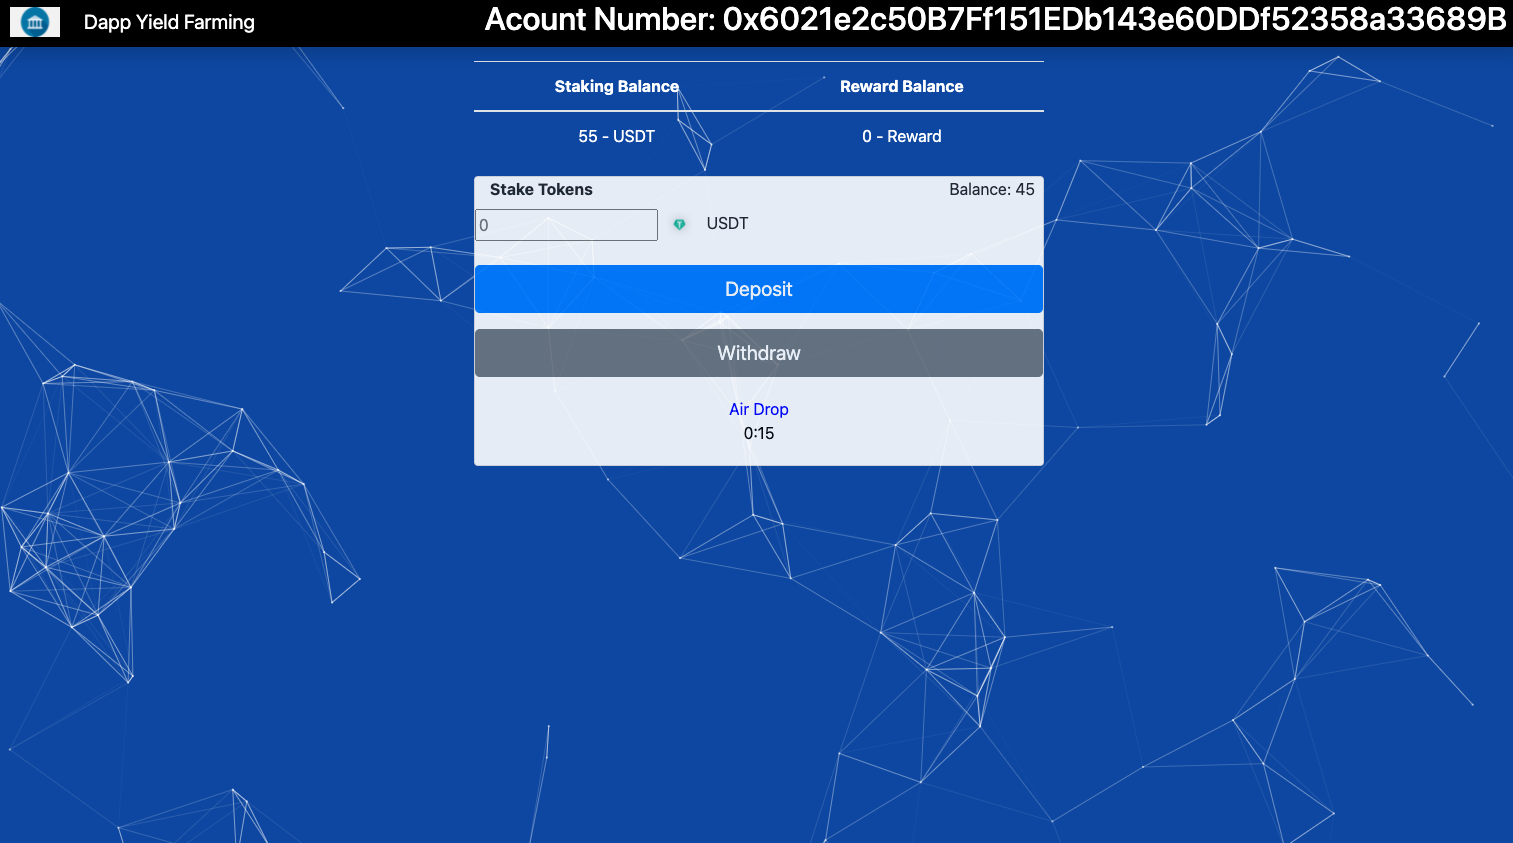 Dapp Yield Farming
Acount Number: 0x6021e2c50B7Ff151EDb143e60DDf52358a33689B
Staking Balance Reward Balance
55 - USDT 0 - Reward
Stake Tokens Balance: 45
0 USDT
Deposit
Withdraw
Air Drop
0:15